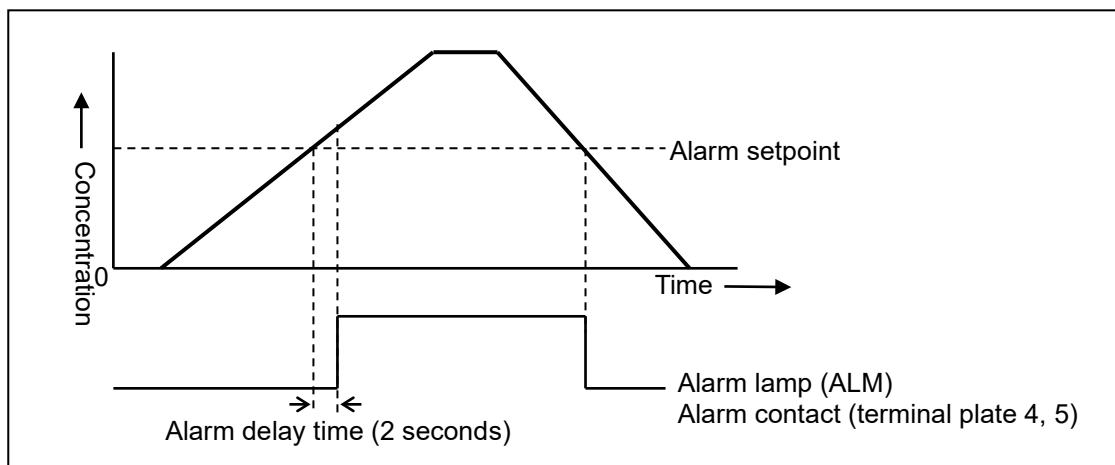 Alarm setpoint
Concentration
0
Time
Alarm lamp (ALM)
Alarm contact (terminal plate 4, 5)
Alarm delay time (2 seconds)